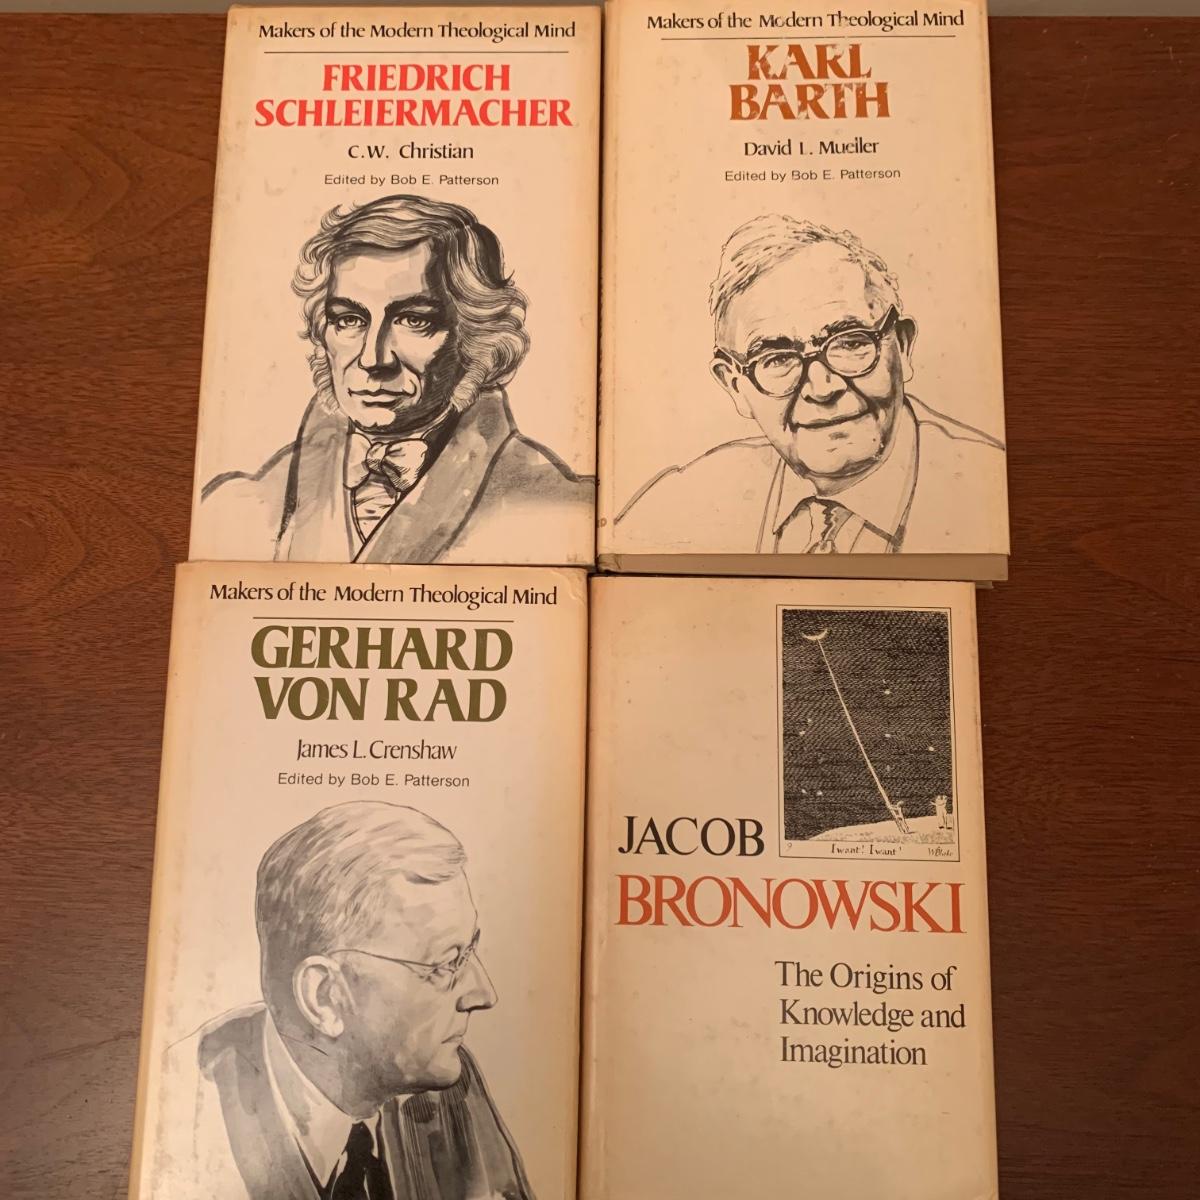 Makers of the Modern Theological Mind
FRIEDRICH
SCHLEIERMACHER
C.W. Christian
Edited by Bob E. Patterson
Makers of the Modern Theological Mind
KARL
BARTH
David L. Mueller
Edited by Bob E. Patterson
Makers of the Modern Theological Mind
GERHARD
VON RAD
James L. Crenshaw
Edited by Bob E. Patterson
9 I want! I want!
JACOB
BRONOWSKI
The Origins of
Knowledge and
Imagination